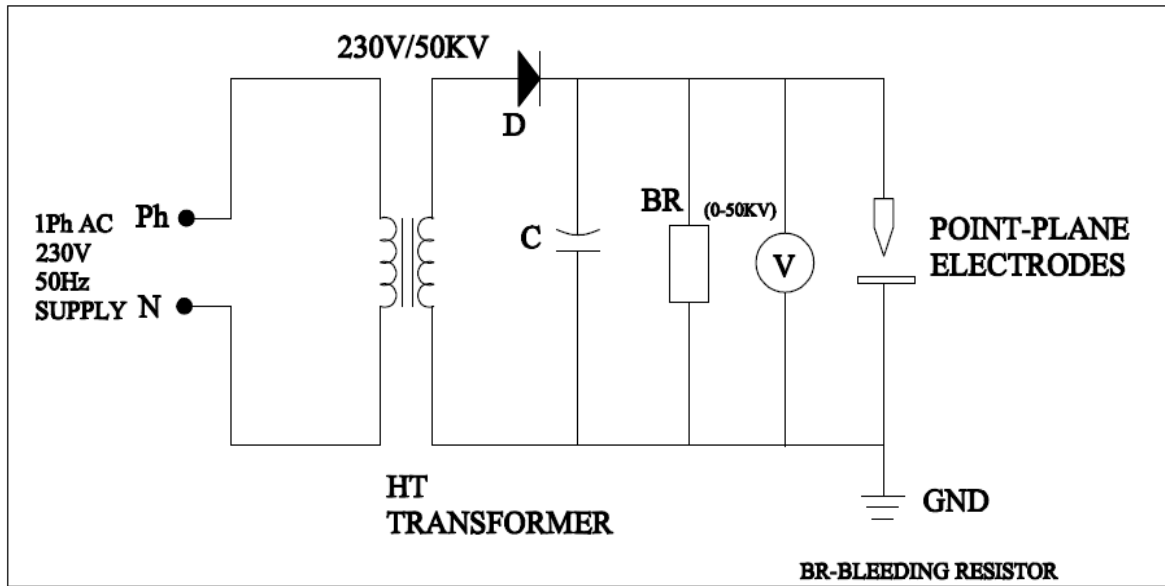 230V/50KV
D
1Ph AC
230V
50Hz
SUPPLY
Ph
N
C
BR
(0-50KV)
V
POINT-PLANE
ELECTRODES
HT
TRANSFORMER
GND
BR-BLEEDING RESISTOR